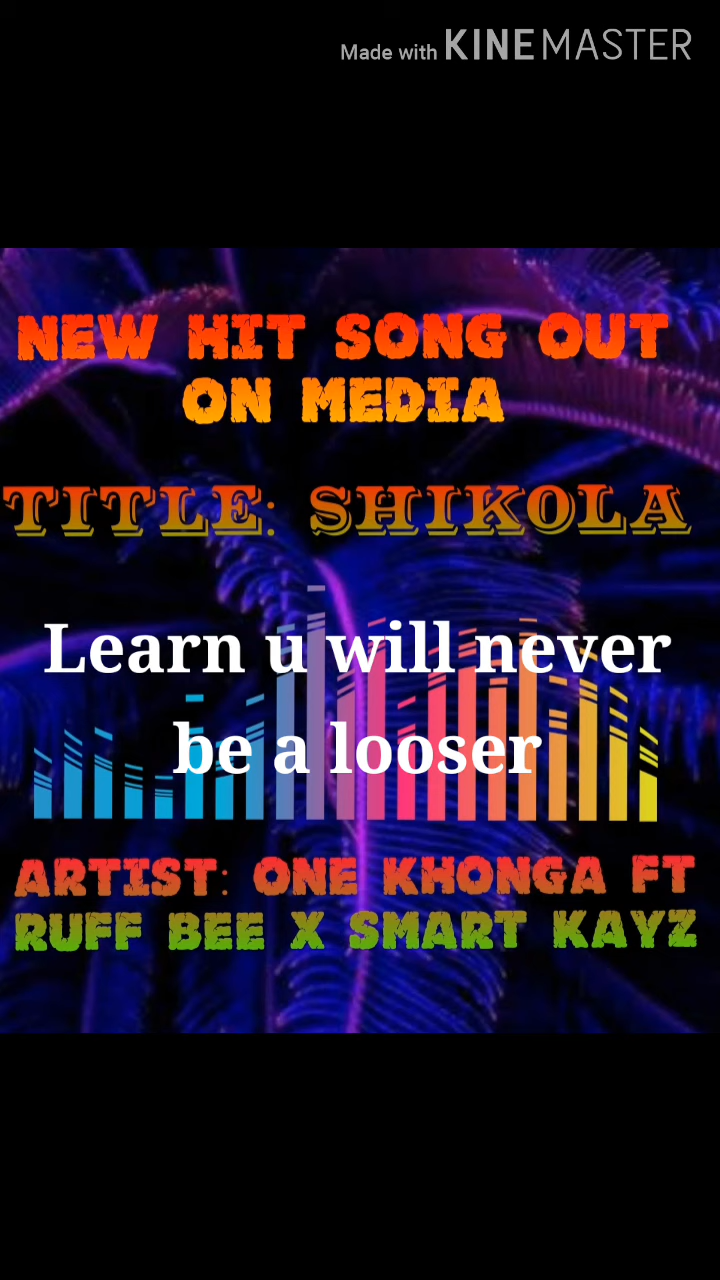 Made with KINEMASTER
NEW HIT SONG OUT
ON MEDIA
TITLE: SHIKOLA
Learn u will never
be a looser
ARTIST: ONE KHONGA FT
RUFF BEE X SMART KAYZ